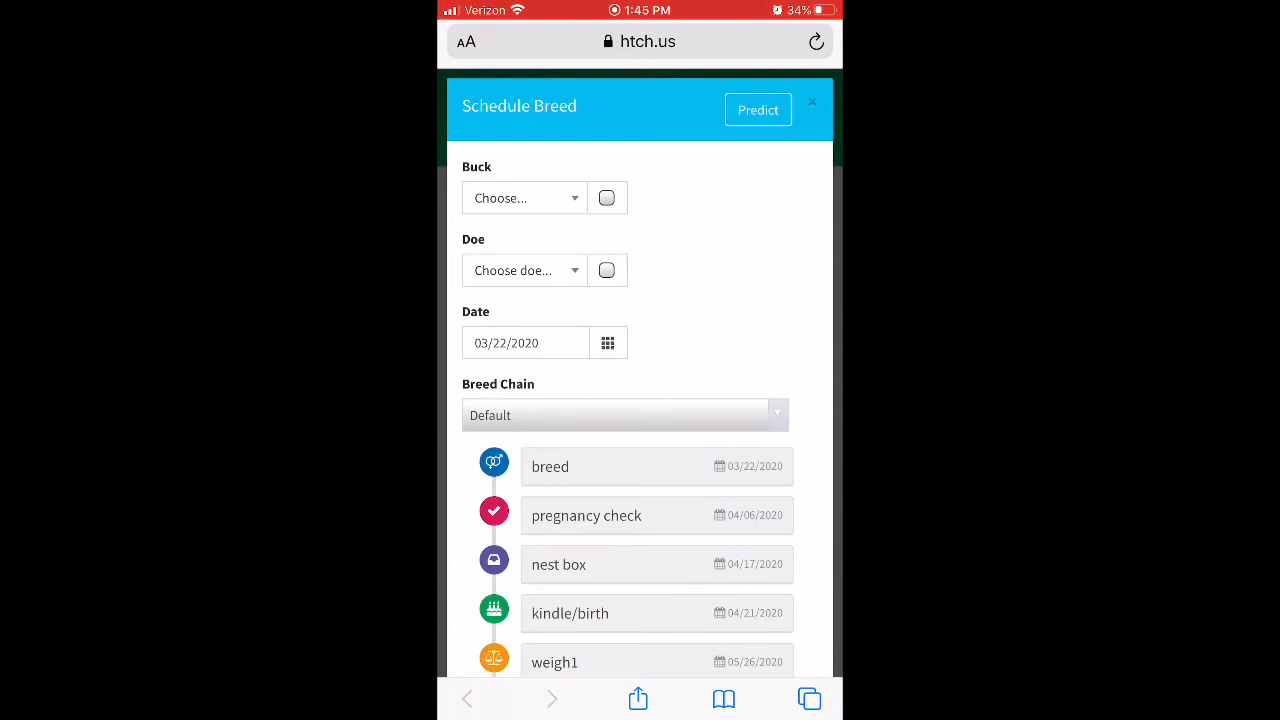 Verizon 1:45 PM 34%
AA htch.us
Schedule Breed Predict ×
Buck
Choose...
Doe
Choose doe...
Date
03/22/2020
Breed Chain
Default
breed 03/22/2020
pregnancy check 04/06/2020
nest box 04/17/2020
kindle/birth 04/21/2020
weigh1 05/26/2020